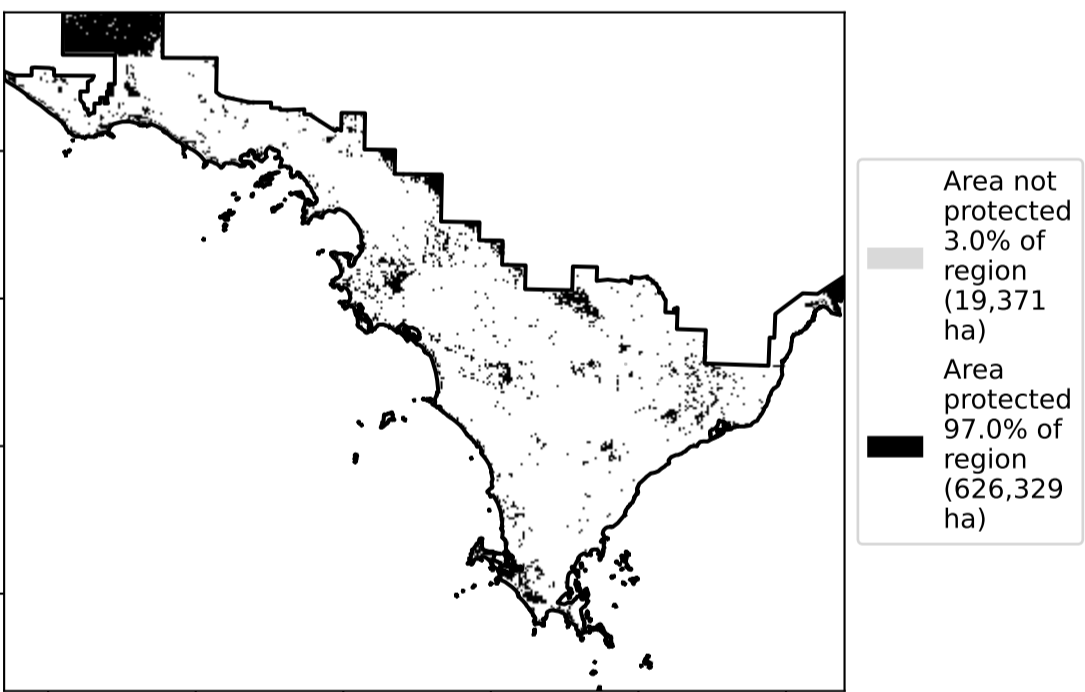 Area not
protected
3.0% of
region
(19,371
ha)
Area
protected
97.0% of
region
(626,329
ha)